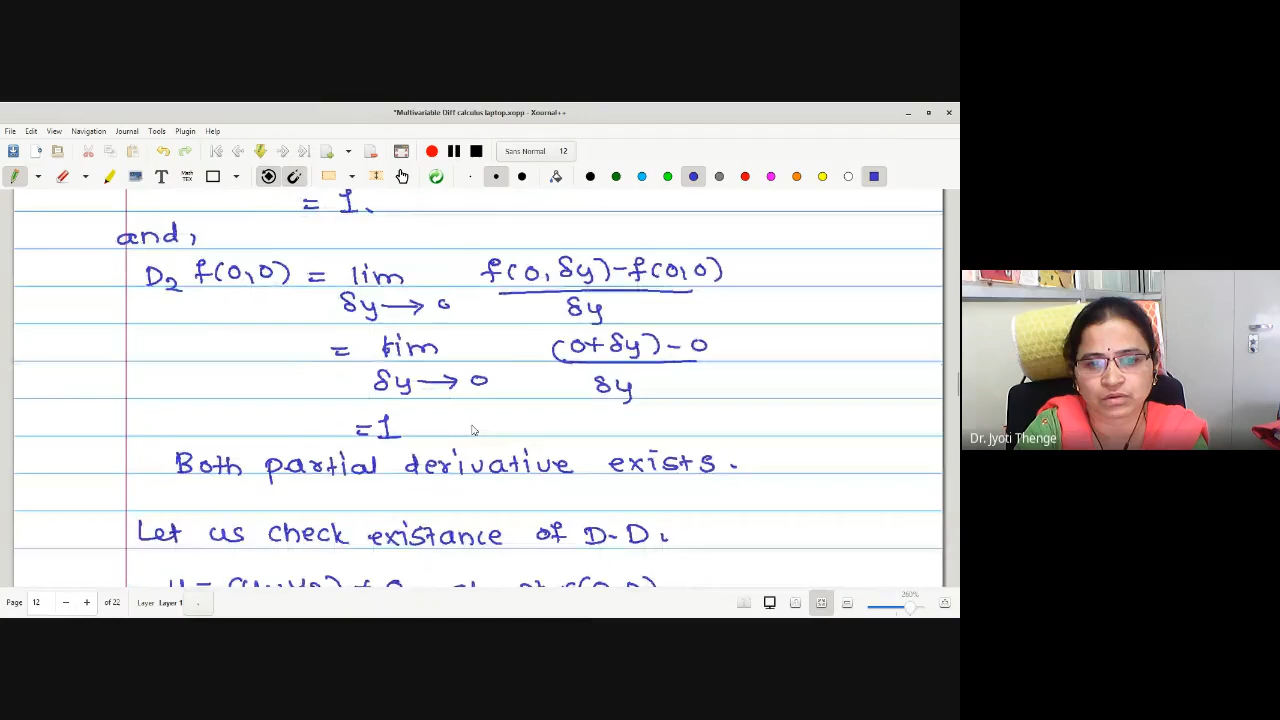 *Multivariable Diff calculus laptop.xopp - Xournal++
File Edit View Navigation Journal Tools Plugin Help
Sans Normal 12
= 1.
and,
D₂ f(0,0) = lim f(0, δy) - f(0,0)
δy → 0 δy
= lim (0+δy) - 0
δy → 0 δy
= 1
Both partial derivative exists.
Let us check existance of D.D.
Page 12 of 22 Layer Layer 1 260%
Dr. Jyoti Thenge